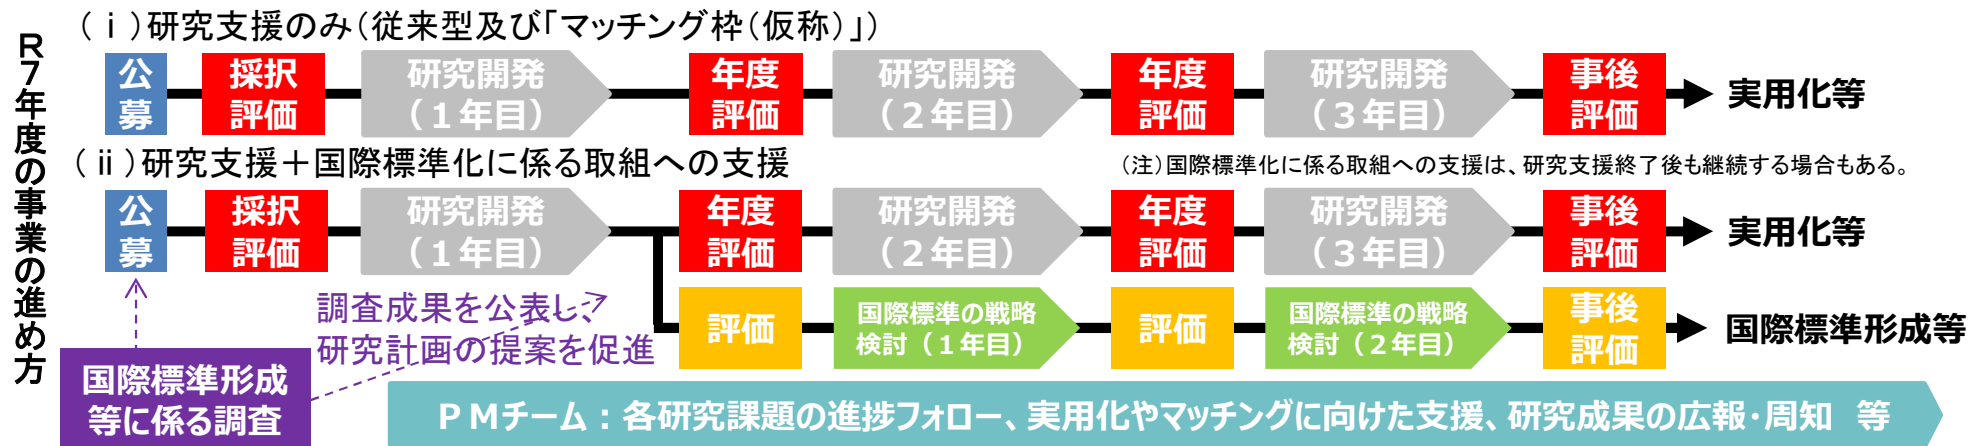 R7年度の事業の進め方
(ⅰ)研究支援のみ(従来型及び「マッチング枠(仮称)」)
公募
採択
評価
研究開発
(1年目)
年度
評価
研究開発
(2年目)
年度
評価
研究開発
(3年目)
事後
評価
実用化等
(ⅱ)研究支援＋国際標準化に係る取組への支援
(注)国際標準化に係る取組への支援は、研究支援終了後も継続する場合もある。
公募
採択
評価
研究開発
(1年目)
年度
評価
研究開発
(2年目)
年度
評価
研究開発
(3年目)
事後
評価
実用化等
調査成果を公表し、
研究計画の提案を促進
評価
国際標準の戦略
検討(1年目)
評価
国際標準の戦略
検討(2年目)
事後
評価
国際標準形成等
国際標準形成
等に係る調査
PMチーム：各研究課題の進捗フォロー、実用化やマッチングに向けた支援、研究成果の広報・周知 等